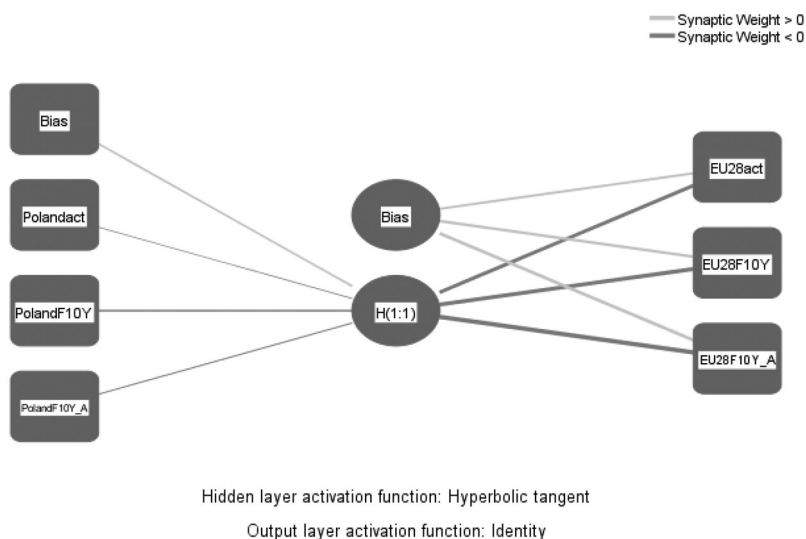 Synaptic Weight > 0
Synaptic Weight < 0
Bias
Polandact
PolandF10Y
PolandF10Y_A
Bias
H(1:1)
EU28act
EU28F10Y
EU28F10Y_A
Hidden layer activation function: Hyperbolic tangent
Output layer activation function: Identity